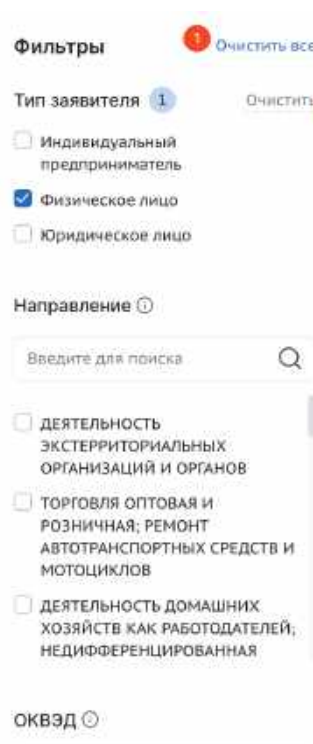 Фильтры
1
Очистить все
Тип заявителя 1
Очистить
Индивидуальный
предприниматель
Физическое лицо
Юридическое лицо
Направление
Введите для поиска
ДЕЯТЕЛЬНОСТЬ
ЭКСТЕРРИТОРИАЛЬНЫХ
ОРГАНИЗАЦИЙ И ОРГАНОВ
ТОРГОВЛЯ ОПТОВАЯ И
РОЗНИЧНАЯ; РЕМОНТ
АВТОТРАНСПОРТНЫХ СРЕДСТВ И
МОТОЦИКЛОВ
ДЕЯТЕЛЬНОСТЬ ДОМАШНИХ
ХОЗЯЙСТВ КАК РАБОТОДАТЕЛЕЙ;
НЕДИФФЕРЕНЦИРОВАННАЯ
ОКВЭД